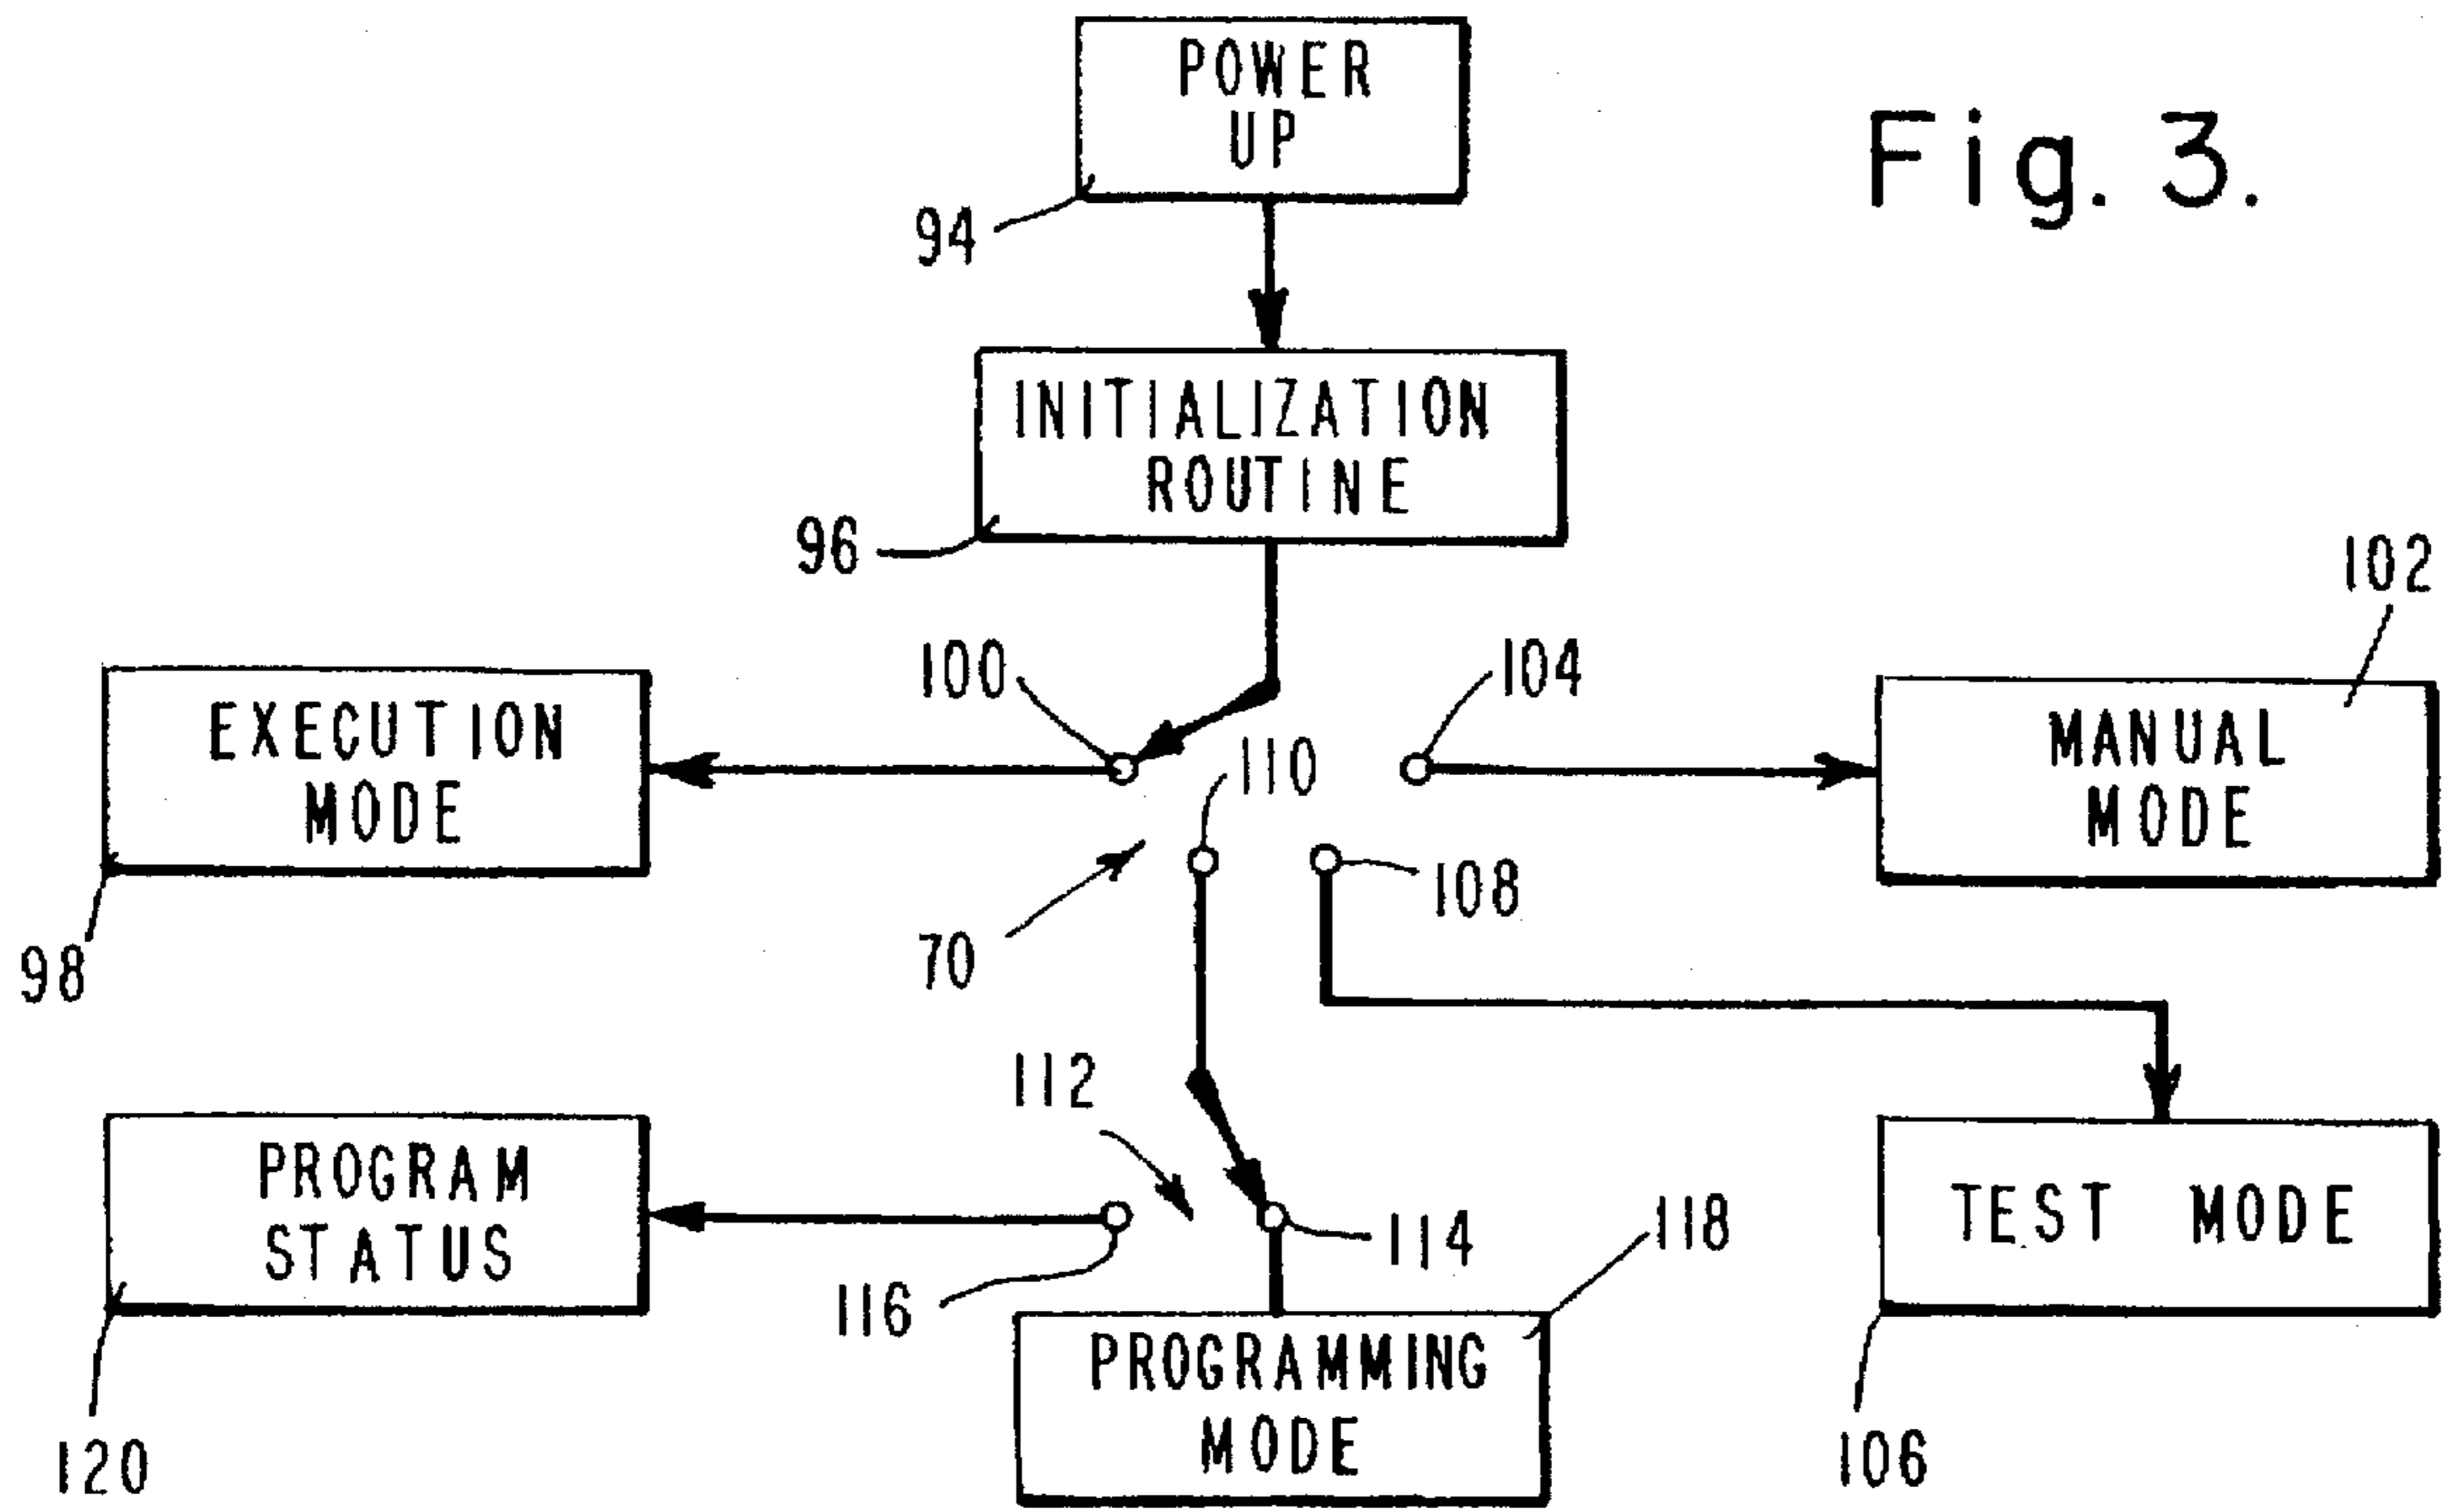 POWER
UP
Fig. 3.
94
INITIALIZATION
ROUTINE
96
102
100
104
EXECUTION
MODE
110
MANUAL
MODE
108
70
98
112
PROGRAM
STATUS
114
118
TEST MODE
116
PROGRAMMING
MODE
120
106